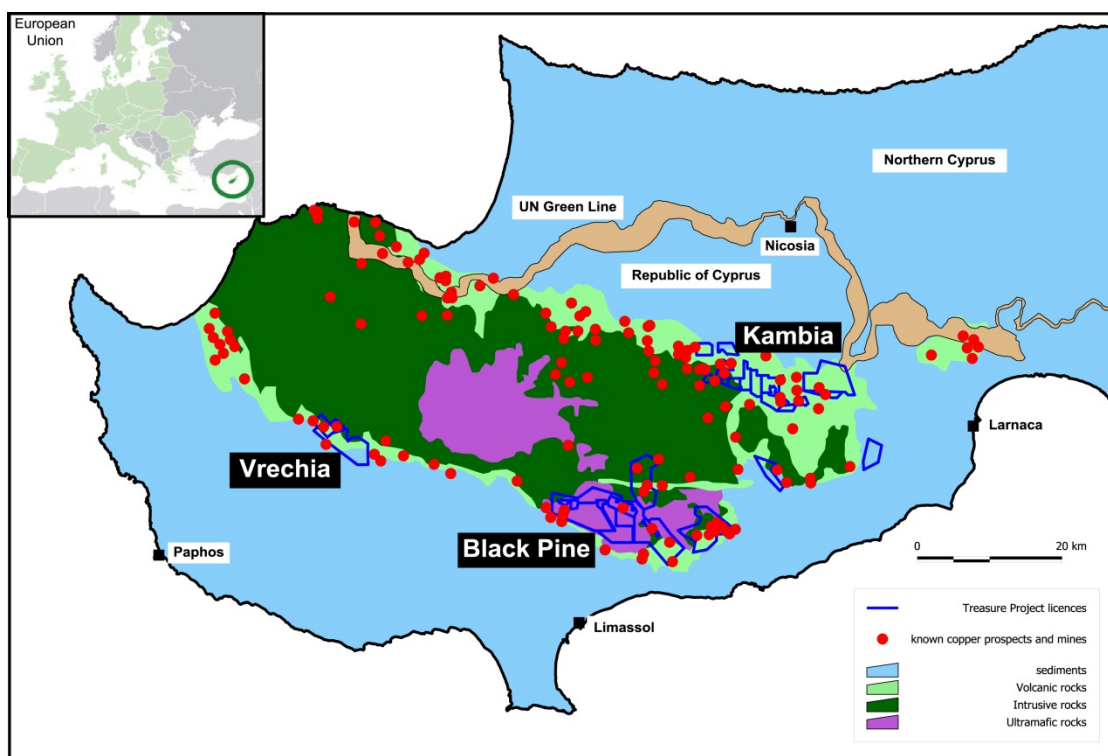 European
Union
Northern Cyprus
UN Green Line
Nicosia
Republic of Cyprus
Kambia
Larnaca
Vrechia
Black Pine
Paphos
0 20 km
Limassol
Treasure Project licences
known copper prospects and mines
sediments
Volcanic rocks
Intrusive rocks
Ultramafic rocks